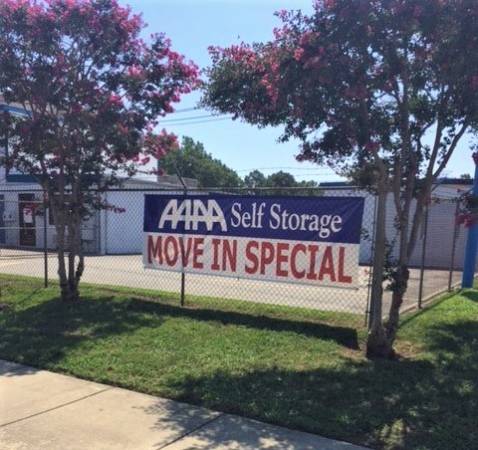 AAAA Self Storage
MOVE IN SPECIAL